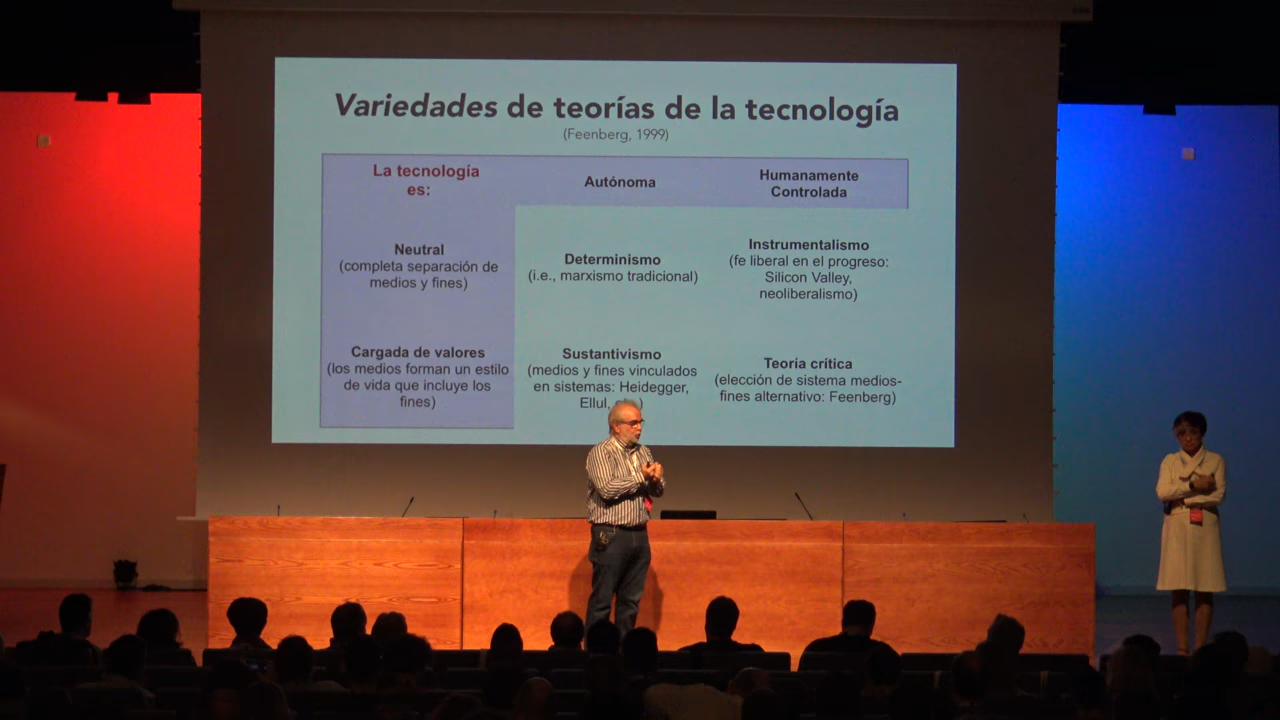 Variedades de teorías de la tecnología
(Feenberg, 1999)
La tecnología
es:
Autónoma
Humanamente
Controlada
Neutral
(completa separación de
medios y fines)
Determinismo
(i.e., marxismo tradicional)
Instrumentalismo
(fe liberal en el progreso:
Silicon Valley,
neoliberalismo)
Cargada de valores
(los medios forman un estilo
de vida que incluye los
fines)
Sustantivismo
(medios y fines vinculados
en sistemas: Heidegger,
Ellul,
Teoría crítica
(elección de sistema medios-
fines alternativo: Feenberg)